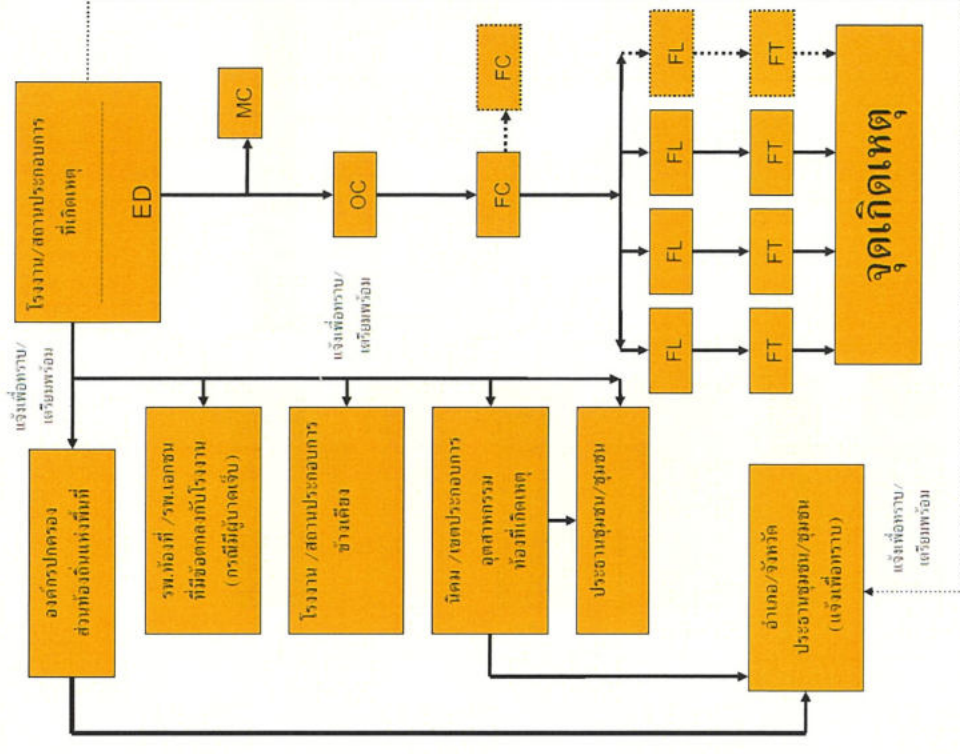 โรงงาน/สถานประกอบการ
ที่เกิดเหตุ
ED
MC
OC
FC
FC
FL
FL
FL
FL
FT
FT
FT
FT
จุดเกิดเหตุ
แจ้งเพื่อทราบ/
เตรียมพร้อม
แจ้งเพื่อทราบ/
เตรียมพร้อม
องค์กรปกครอง
ส่วนท้องถิ่นแห่งพื้นที่
รพ.ท้องที่ /รพ.เอกชน
ที่มีข้อตกลงกับโรงงาน
(กรณีที่มีผู้บาดเจ็บ)
โรงงาน /สถานประกอบการ
ข้างเคียง
นิคม /เขตประกอบการ
อุตสาหกรรม
ท้องที่เกิดเหตุ
ประธานชุมชน/ชุมชน
อำเภอ/จังหวัด
ประธานชุมชน/ชุมชน
(แจ้งเพื่อทราบ)
แจ้งเพื่อทราบ/
เตรียมพร้อม